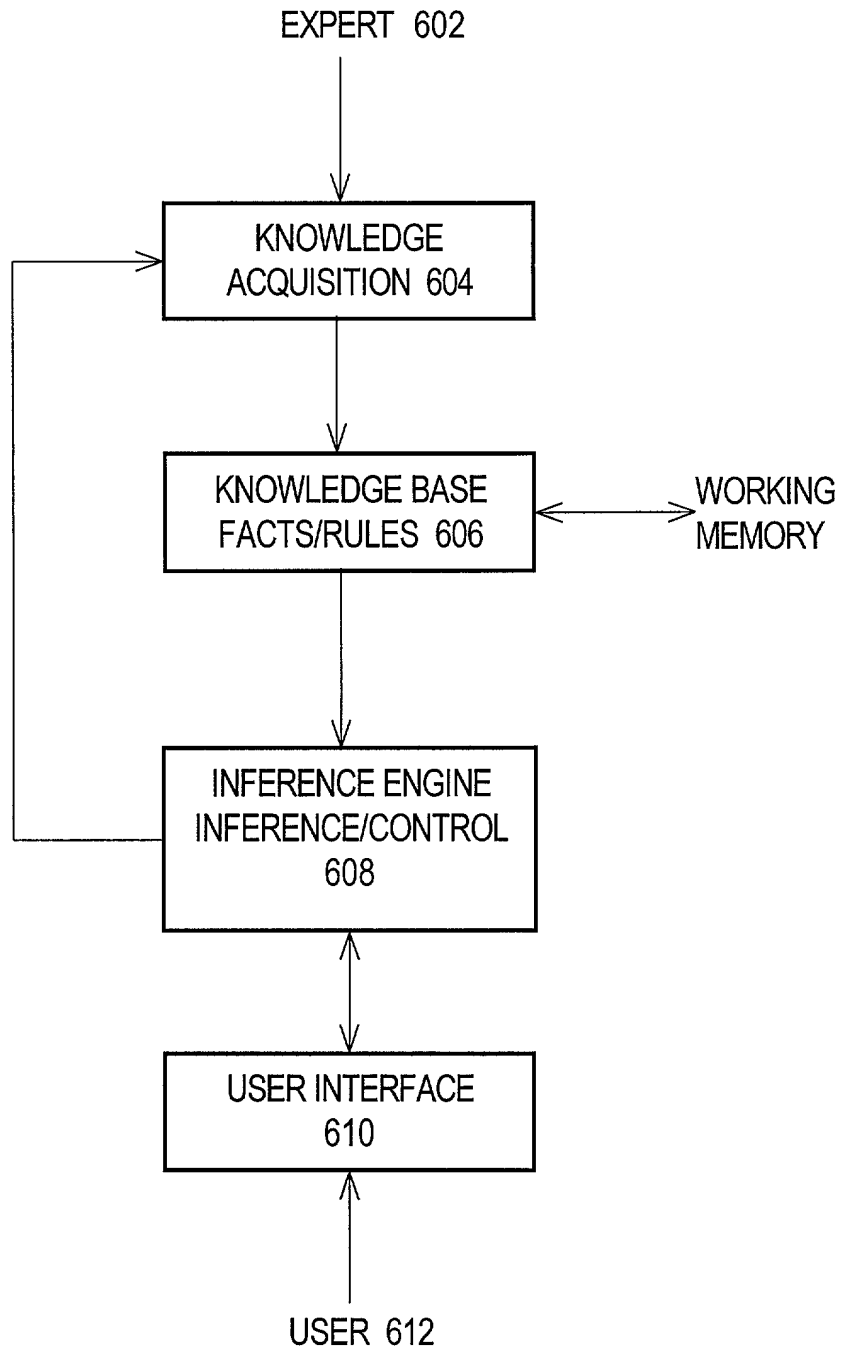 EXPERT 602
KNOWLEDGE
ACQUISITION 604
KNOWLEDGE BASE
FACTS/RULES 606
WORKING
MEMORY
INFERENCE ENGINE
INFERENCE/CONTROL
608
USER INTERFACE
610
USER 612